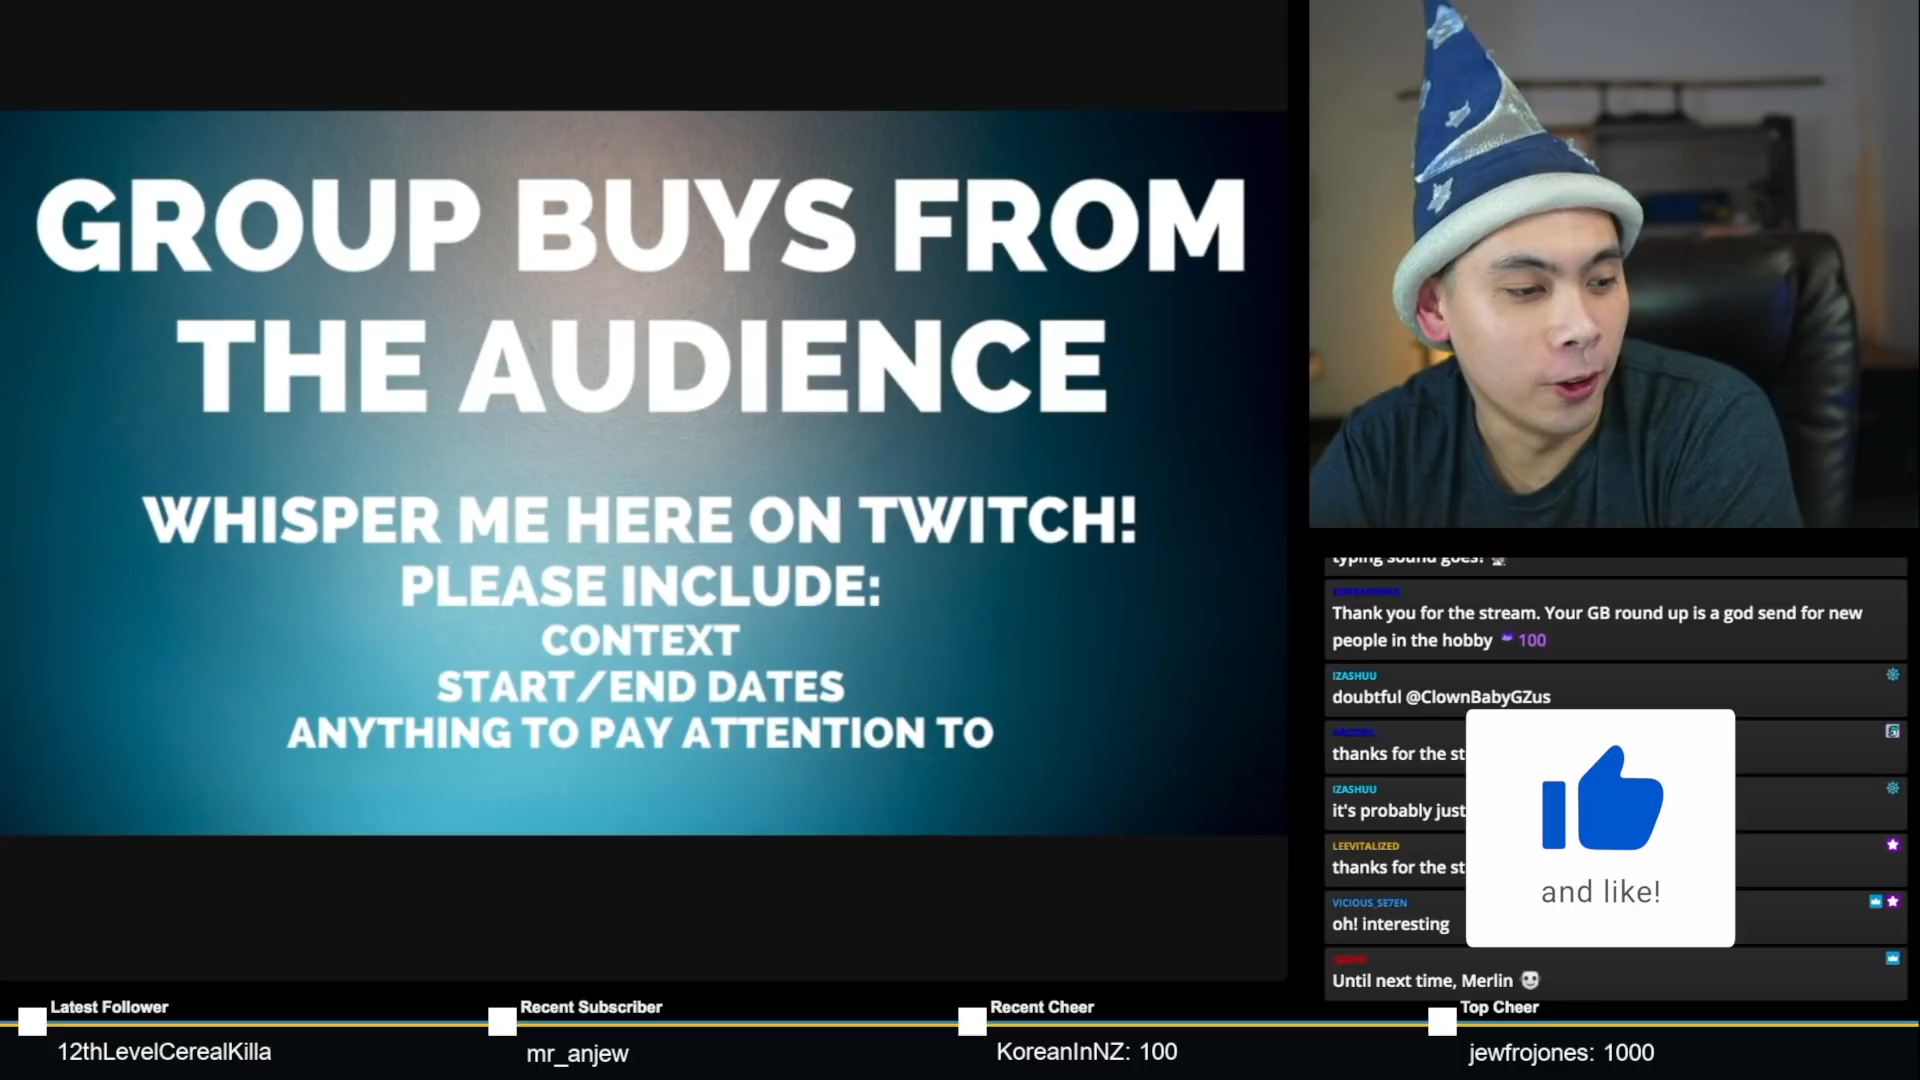 GROUP BUYS FROM
THE AUDIENCE
WHISPER ME HERE ON TWITCH!
PLEASE INCLUDE:
CONTEXT
START/END DATES
ANYTHING TO PAY ATTENTION TO
typing sound goes!
Thank you for the stream. Your GB round up is a god send for new
people in the hobby 100
IZASHUU
doubtful @ClownBabyGZus
thanks for the st
IZASHUU
it's probably just
LEEVITALIZED
thanks for the st
VICIOUS_SE7EN
oh! interesting
Until next time, Merlin
and like!
Latest Follower
12thLevelCerealKilla
Recent Subscriber
mr_anjew
Recent Cheer
KoreanInNZ: 100
Top Cheer
jewfrojones: 1000